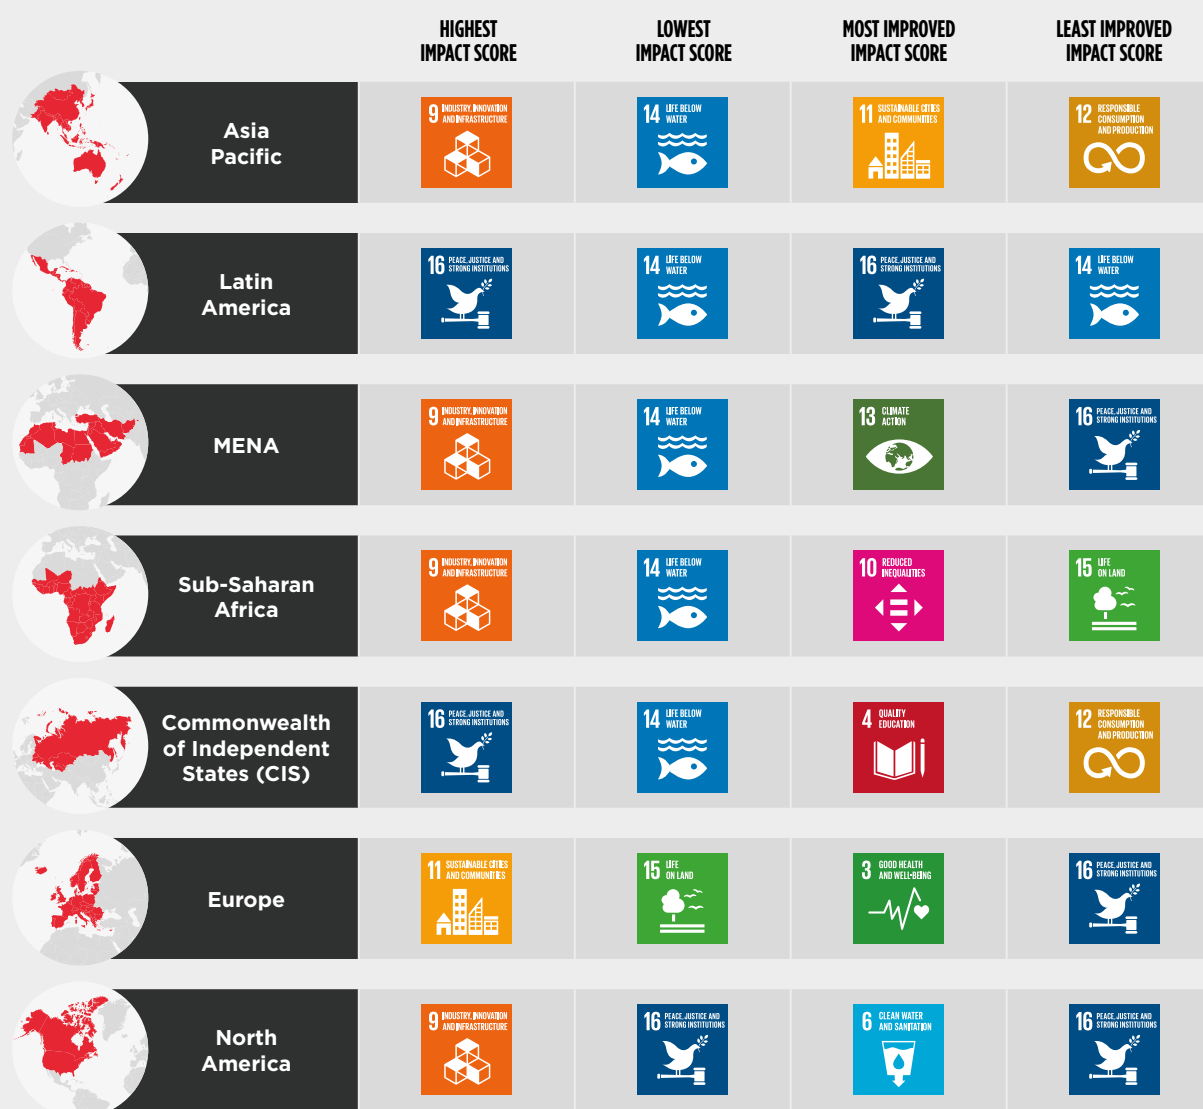 HIGHEST
IMPACT SCORE
LOWEST
IMPACT SCORE
MOST IMPROVED
IMPACT SCORE
LEAST IMPROVED
IMPACT SCORE
Asia
Pacific
9 INDUSTRY, INNOVATION
AND INFRASTRUCTURE
14 LIFE BELOW
WATER
11 SUSTAINABLE CITIES
AND COMMUNITIES
12 RESPONSIBLE
CONSUMPTION
AND PRODUCTION
Latin
America
16 PEACE, JUSTICE AND
STRONG INSTITUTIONS
14 LIFE BELOW
WATER
16 PEACE, JUSTICE AND
STRONG INSTITUTIONS
14 LIFE BELOW
WATER
MENA
9 INDUSTRY, INNOVATION
AND INFRASTRUCTURE
14 LIFE BELOW
WATER
13 CLIMATE
ACTION
16 PEACE, JUSTICE AND
STRONG INSTITUTIONS
Sub-Saharan
Africa
9 INDUSTRY, INNOVATION
AND INFRASTRUCTURE
14 LIFE BELOW
WATER
10 REDUCED
INEQUALITIES
15 LIFE
ON LAND
Commonwealth
of Independent
States (CIS)
16 PEACE, JUSTICE AND
STRONG INSTITUTIONS
14 LIFE BELOW
WATER
4 QUALITY
EDUCATION
12 RESPONSIBLE
CONSUMPTION
AND PRODUCTION
Europe
11 SUSTAINABLE CITIES
AND COMMUNITIES
15 LIFE
ON LAND
3 GOOD HEALTH
AND WELL-BEING
16 PEACE, JUSTICE AND
STRONG INSTITUTIONS
North
America
9 INDUSTRY, INNOVATION
AND INFRASTRUCTURE
16 PEACE, JUSTICE AND
STRONG INSTITUTIONS
6 CLEAN WATER
AND SANITATION
16 PEACE, JUSTICE AND
STRONG INSTITUTIONS